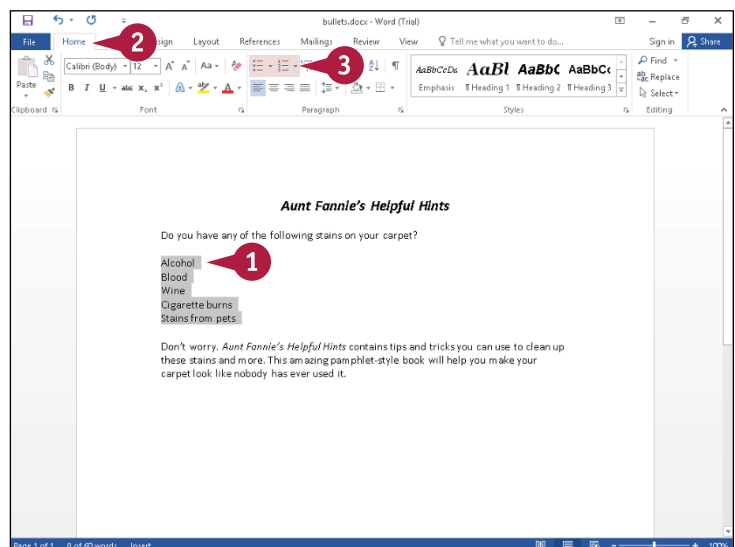 bullets.docx - Word (Trial)
File Home Layout References Mailings Review View Tell me what you want to do... Sign in Share
2
Paste
Calibri (Body) 12 A A Aa
B I U abc x₂ x² A aby A
3
AaBbCcDc AaBl AaBbC AaBbCc
Emphasis ¶ Heading 1 ¶ Heading 2 ¶ Heading 3
Find
Replace
Select
Clipboard Font Paragraph Styles Editing
Aunt Fannie's Helpful Hints
Do you have any of the following stains on your carpet?
Alcohol
1
Blood
Wine
Cigarette burns
Stains from pets
Don't worry. Aunt Fannie's Helpful Hints contains tips and tricks you can use to clean up
these stains and more. This amazing pamphlet-style book will help you make your
carpet look like nobody has ever used it.
Page 1 of 1 8 of 60 words Insert 100%